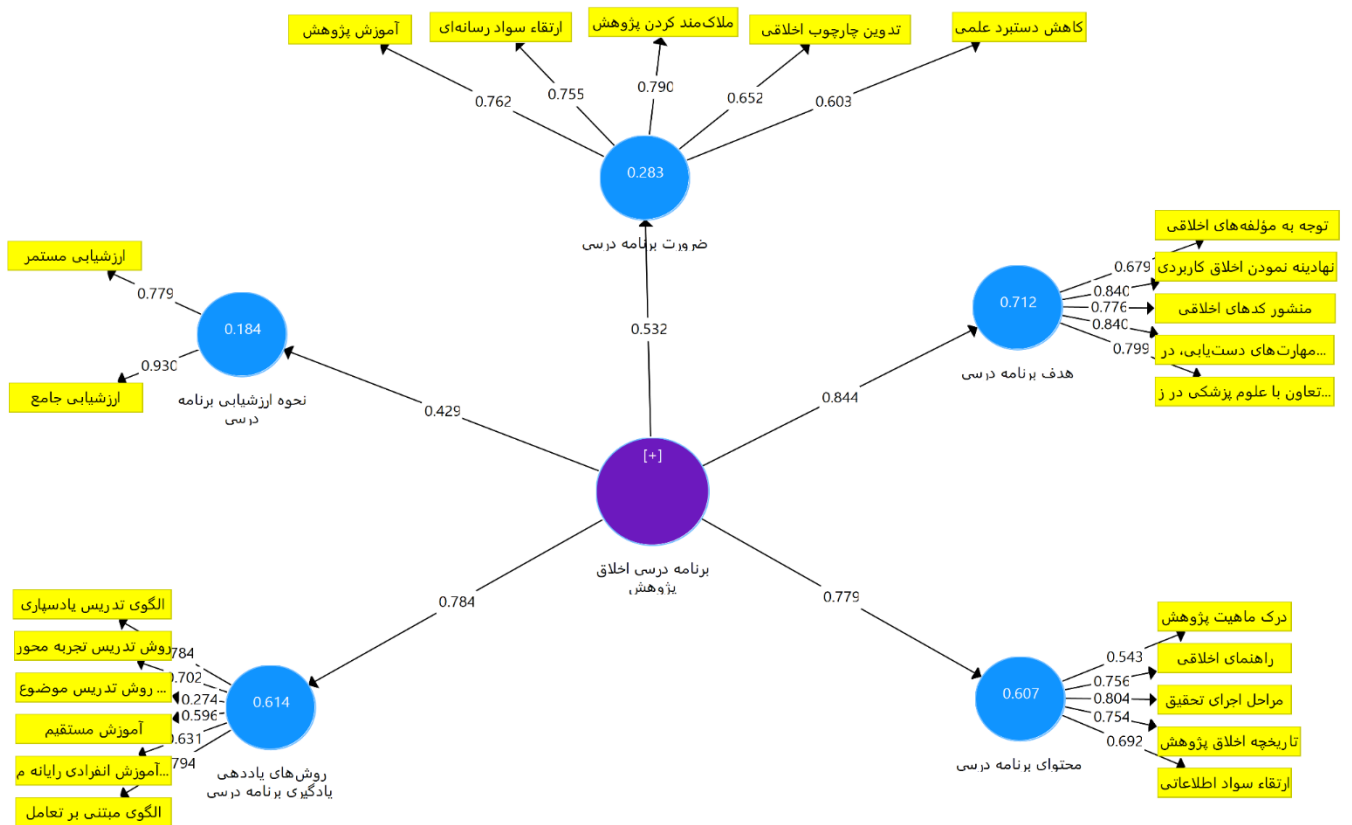 آموزش پژوهش
ارتقاء سواد رسانه‌ای
ملاک‌مند کردن پژوهش
تدوین چارچوب اخلاقی
کاهش دستبرد علمی
0.762
0.755
0.790
0.652
0.603
0.283
ضرورت برنامه درسی
0.532
ارزشیابی مستمر
0.779
0.184
0.930
ارزشیابی جامع
نحوه ارزشیابی برنامه
درسی
0.429
توجه به مؤلفه‌های اخلاقی
0.679
نهادینه نمودن اخلاق کاربردی
0.840
0.712
0.776
منشور کدهای اخلاقی
0.840
مهارت‌های دست‌یابی، در...
0.799
تعاون با علوم پزشکی در ز...
هدف برنامه درسی
0.844
[+]
برنامه درسی اخلاق
پژوهش
0.784
0.779
الگوی تدریس یادسپاری
784
روش تدریس تجربه محور
0.702
روش تدریس موضوع ...
0.274
0.614
0.596
آموزش مستقیم
0.631
آموزش انفرادی رایانه م...
794
الگوی مبتنی بر تعامل
روش‌های یاددهی
یادگیری برنامه درسی
درک ماهیت پژوهش
0.543
راهنمای اخلاقی
0.756
0.607
0.804
مراحل اجرای تحقیق
0.754
تاریخچه اخلاق پژوهش
0.692
ارتقاء سواد اطلاعاتی
محتوای برنامه درسی